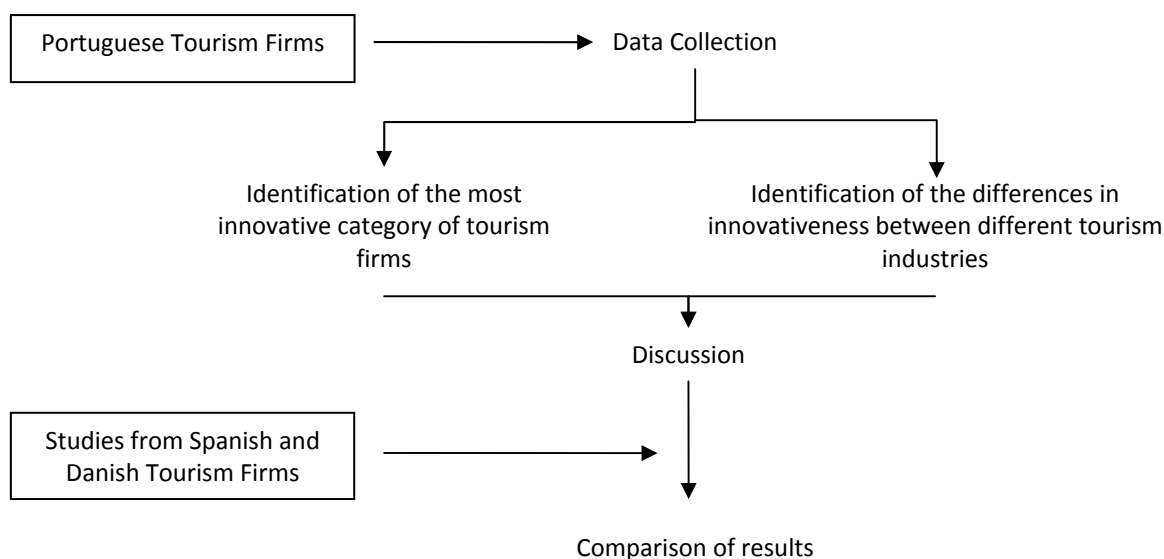 Portuguese Tourism Firms
Data Collection
Identification of the most
innovative category of tourism
firms
Identification of the differences in
innovativeness between different tourism
industries
Discussion
Studies from Spanish and
Danish Tourism Firms
Comparison of results